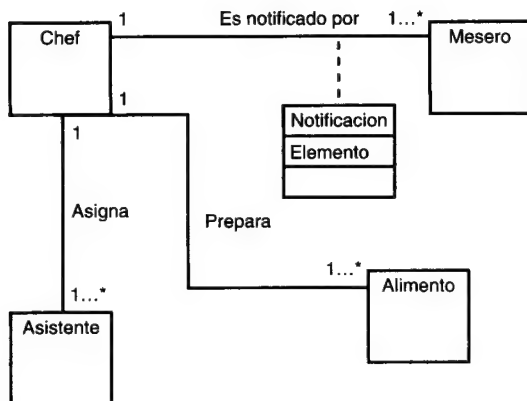 1 Es notificado por 1...*
Chef
Mesero
1
1
Notificacion
Elemento
Asigna
Prepara
1...*
1...*
Alimento
Asistente